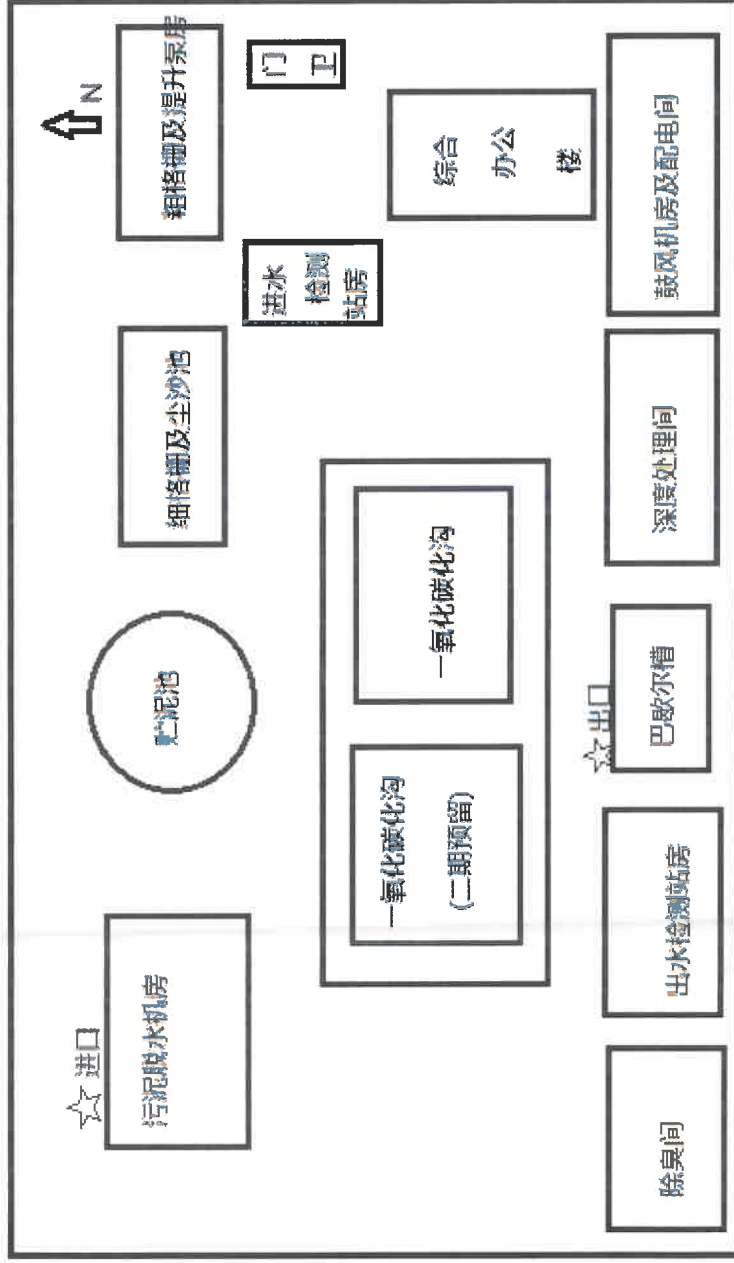 ☆进口
N
污泥脱水机房
贮泥池
细格栅及尘沙池
粗格栅及提升泵房
进水
检测
站房
门卫
一氧化碳化沟
(二期预留)
一氧化碳化沟
综合
办公
楼
☆出口
除臭间
出水检测站房
巴歇尔槽
深度处理间
鼓风机房及配电间